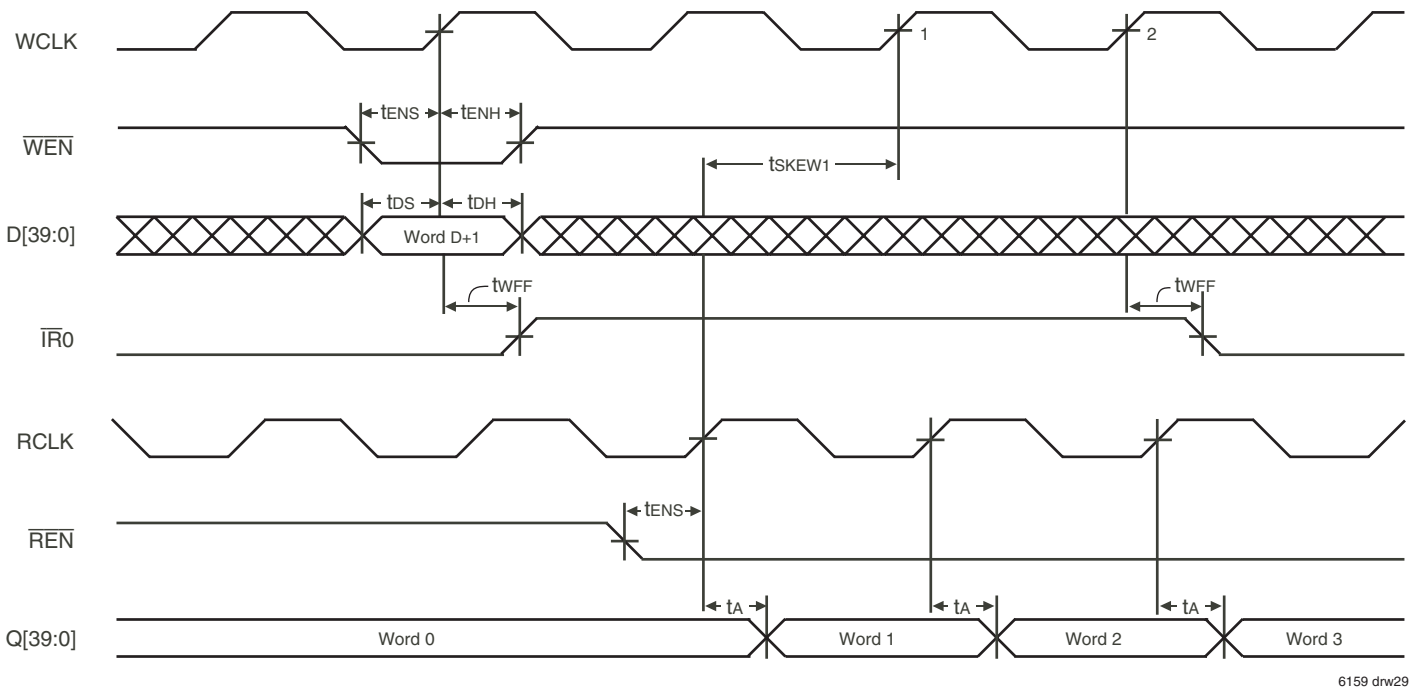 WCLK
1
2
tENS
tENH
WEN
tSKEW1
tDS
tDH
D[39:0]
Word D+1
tWFF
tWFF
IR0
RCLK
tENS
REN
tA
tA
tA
Q[39:0]
Word 0
Word 1
Word 2
Word 3
6159 drw29